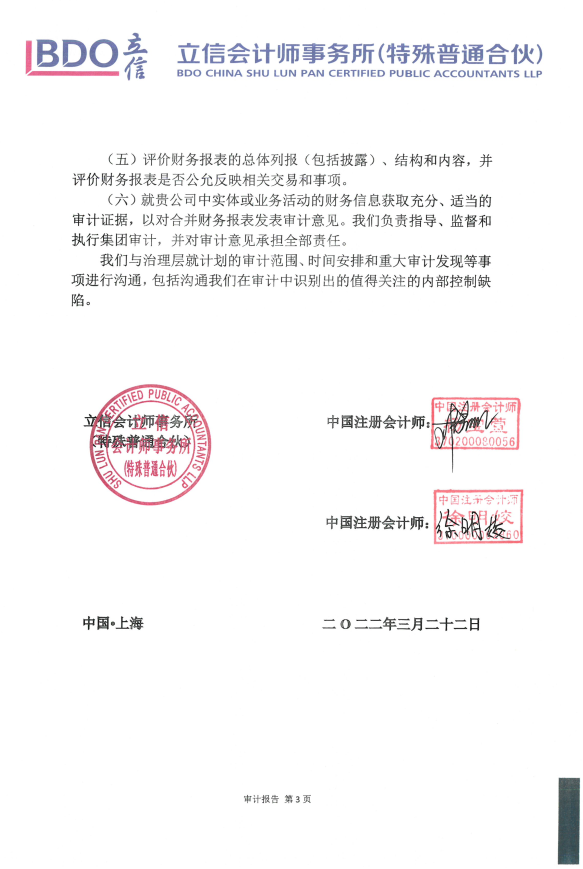 BDO 立信
立信会计师事务所(特殊普通合伙)
BDO CHINA SHU LUN PAN CERTIFIED PUBLIC ACCOUNTANTS LLP
（五）评价财务报表的总体列报（包括披露）、结构和内容，并
评价财务报表是否公允反映相关交易和事项。
（六）就贵公司中实体或业务活动的财务信息获取充分、适当的
审计证据，以对合并财务报表发表审计意见。我们负责指导、监督和
执行集团审计，并对审计意见承担全部责任。
我们与治理层就计划的审计范围、时间安排和重大审计发现等事
项进行沟通，包括沟通我们在审计中识别出的值得关注的内部控制缺
陷。
立信会计师事务所
（特殊普通合伙）
SHU LUN PAN CERTIFIED PUBLIC ACCOUNTANTS LLP
立信
会计师事务所
(特殊普通合伙)
中国注册会计师：
中国注册会计师
370200080056
中国注册会计师：
中国注册会计师
中国•上海
二〇二二年三月二十二日
审计报告 第 3 页